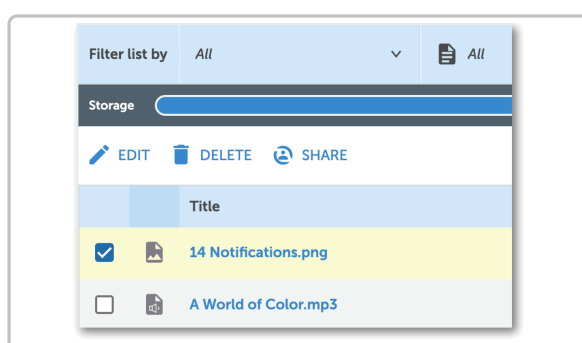 Filter list by All All
Storage
EDIT DELETE SHARE
Title
14 Notifications.png
A World of Color.mp3